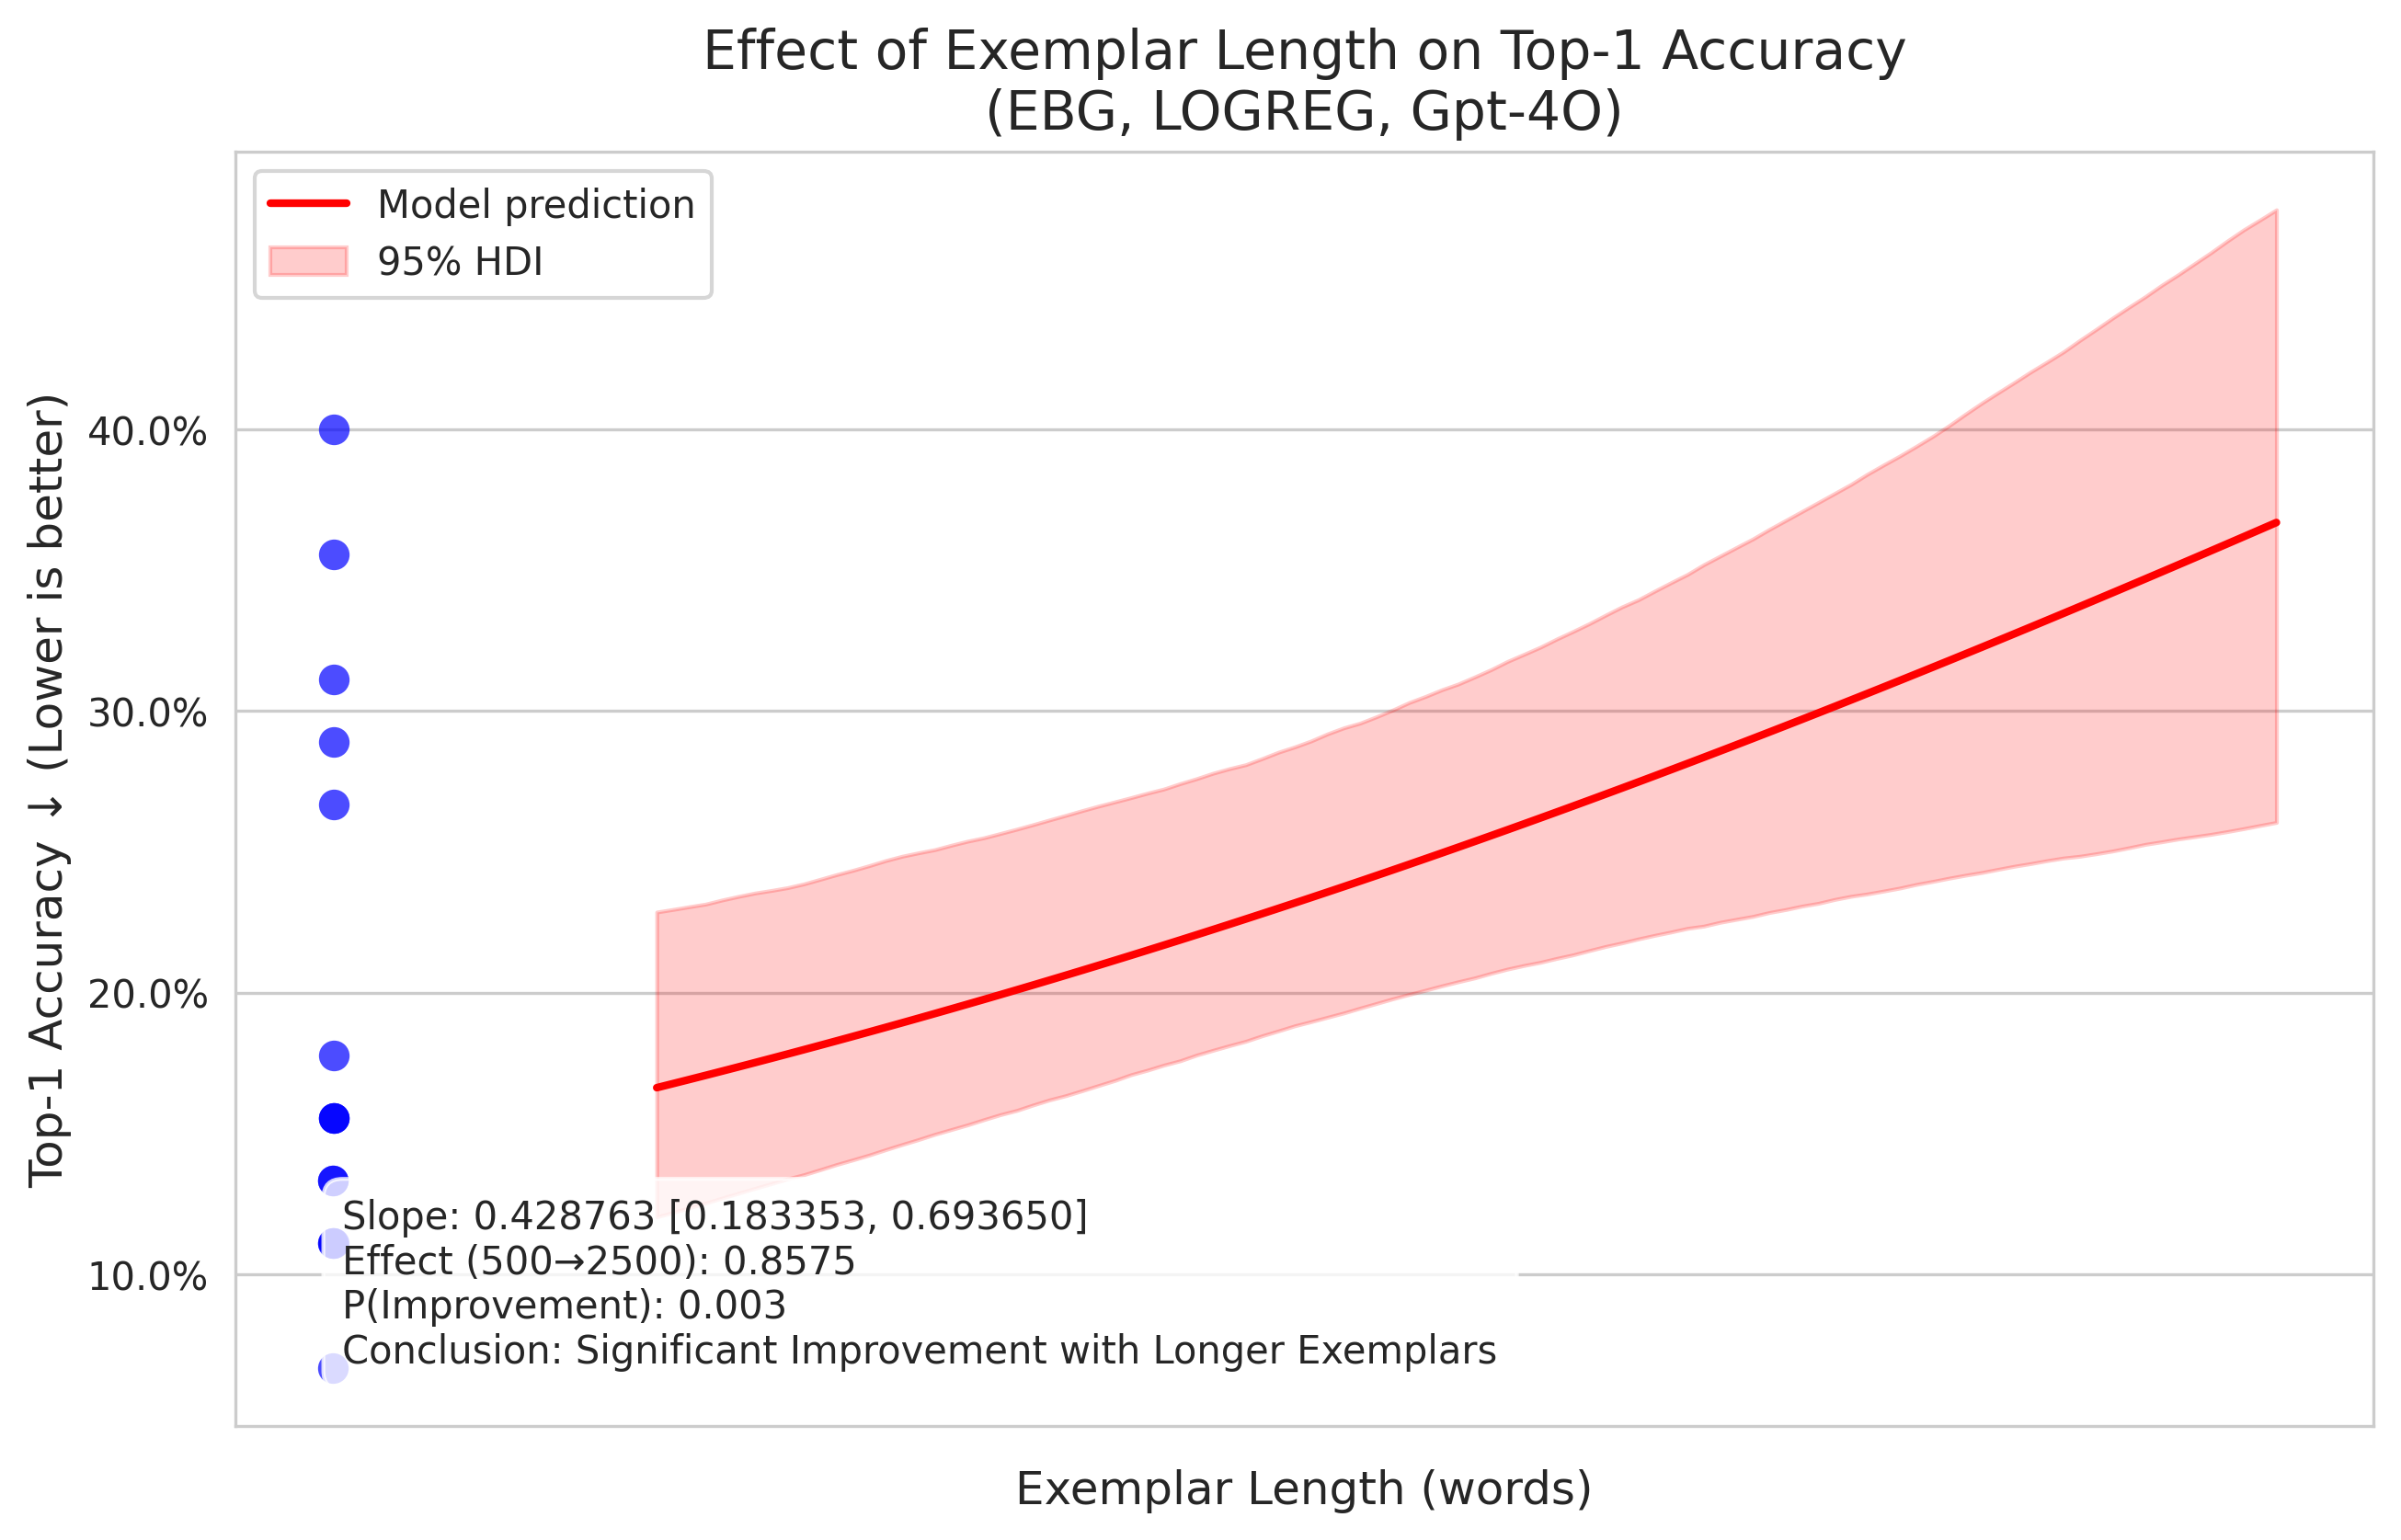 Effect of Exemplar Length on Top-1 Accuracy
(EBG, LOGREG, Gpt-4O)
Model prediction
95% HDI
Top-1 Accuracy ↓ (Lower is better)
40.0%
30.0%
20.0%
10.0%
Slope: 0.428763 [0.183353, 0.693650]
Effect (500→2500): 0.8575
P(Improvement): 0.003
Conclusion: Significant Improvement with Longer Exemplars
Exemplar Length (words)